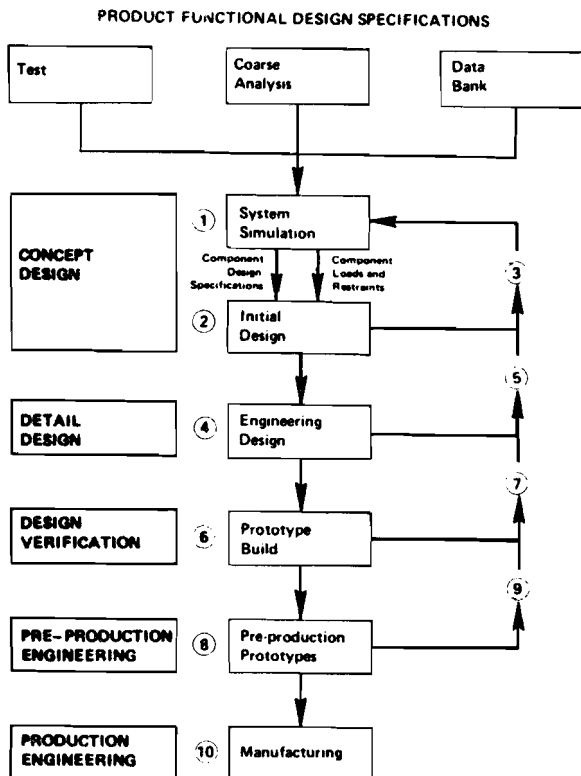 PRODUCT FUNCTIONAL DESIGN SPECIFICATIONS
Test
Coarse
Analysis
Data
Bank
CONCEPT
DESIGN
1
System
Simulation
Component
Design
Specifications
Component
Loads and
Restraints
3
2
Initial
Design
5
DETAIL
DESIGN
4
Engineering
Design
7
DESIGN
VERIFICATION
6
Prototype
Build
9
PRE-PRODUCTION
ENGINEERING
8
Pre-production
Prototypes
PRODUCTION
ENGINEERING
10
Manufacturing